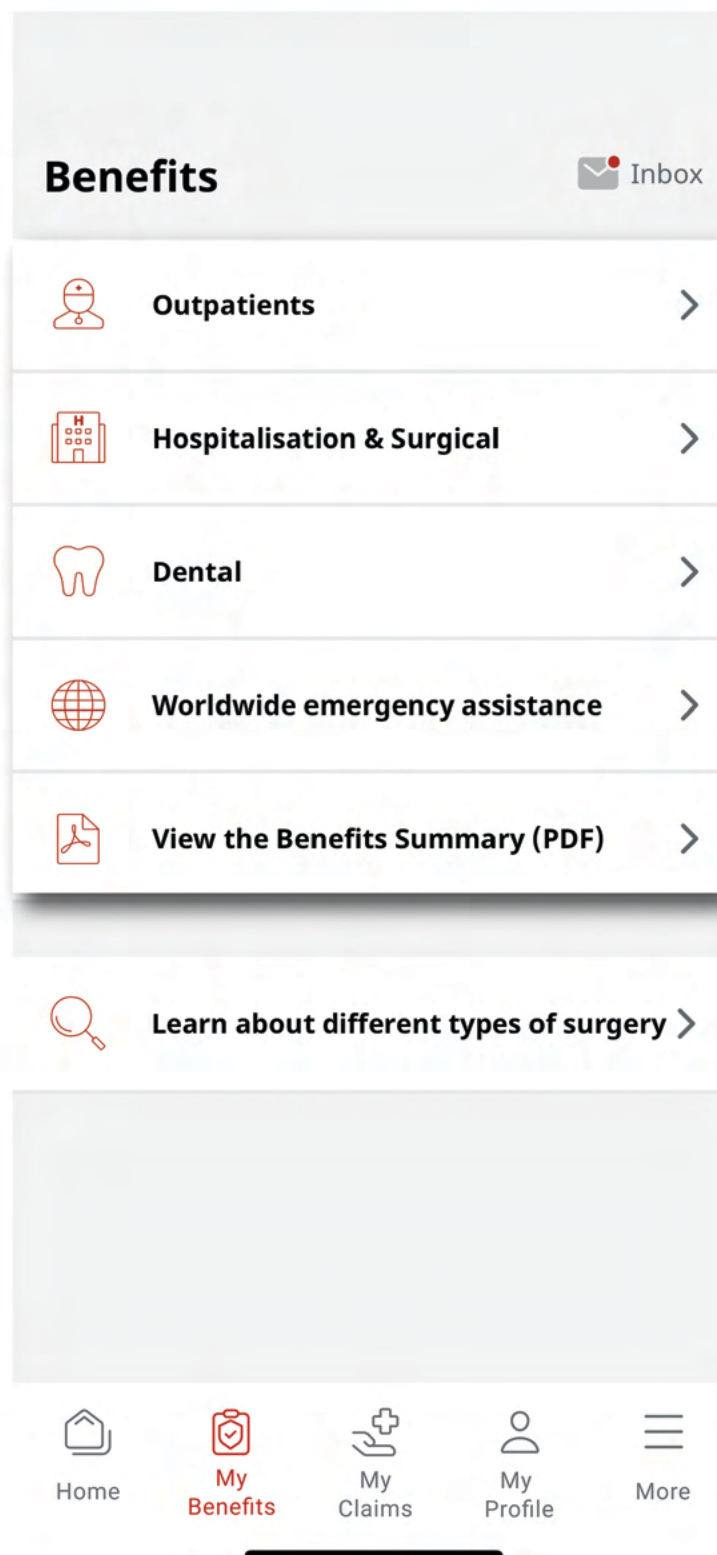 Benefits
Inbox
Outpatients
H
Hospitalisation & Surgical
Dental
Worldwide emergency assistance
View the Benefits Summary (PDF)
Learn about different types of surgery
Home
My
Benefits
My
Claims
My
Profile
More